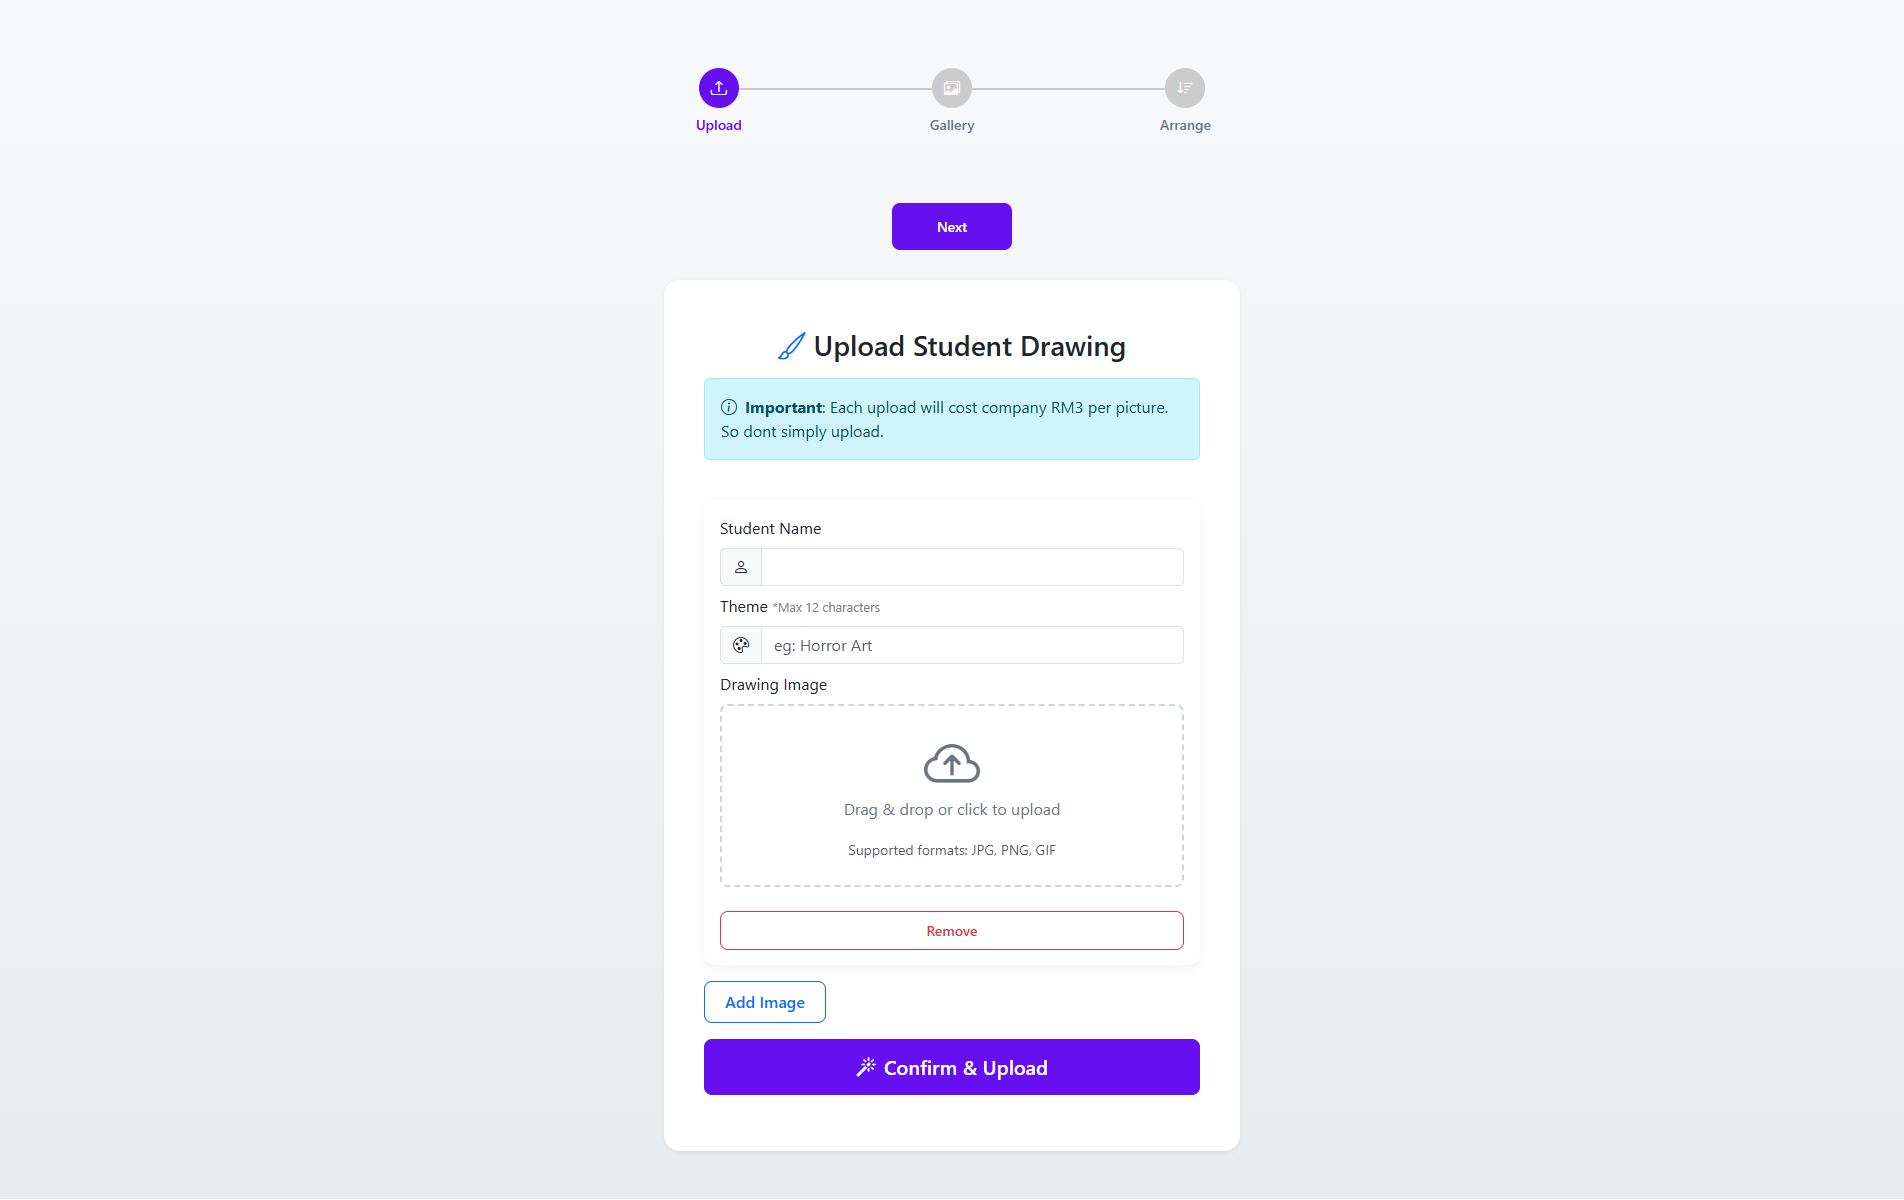 Upload
Gallery
Arrange
Next
Upload Student Drawing
Important: Each upload will cost company RM3 per picture.
So dont simply upload.
Student Name
Theme *Max 12 characters
eg: Horror Art
Drawing Image
Drag & drop or click to upload
Supported formats: JPG, PNG, GIF
Remove
Add Image
Confirm & Upload